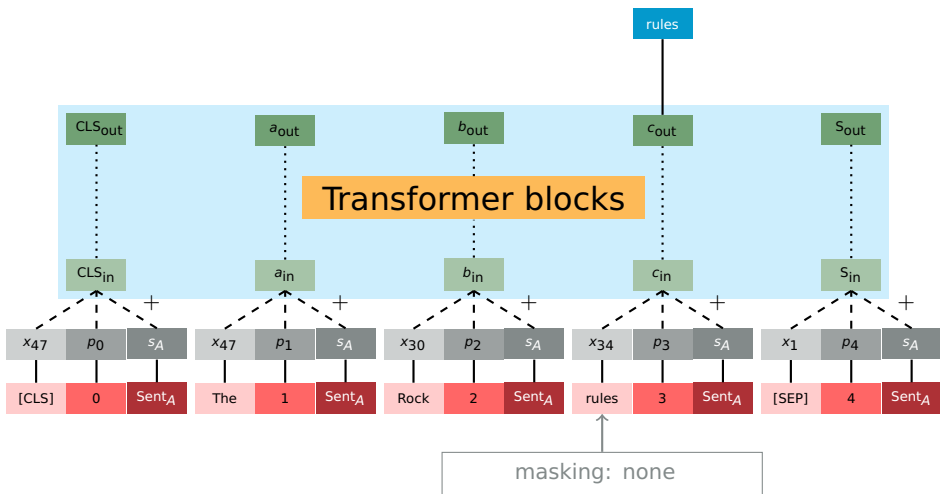 rules
CLSout aout bout cout Sout
Transformer blocks
CLSin ain bin cin Sin
+ + + + +
x47 p0 sA x47 p1 sA x30 p2 sA x34 p3 sA x1 p4 sA
[CLS] 0 SentA The 1 SentA Rock 2 SentA rules 3 SentA [SEP] 4 SentA
masking: none